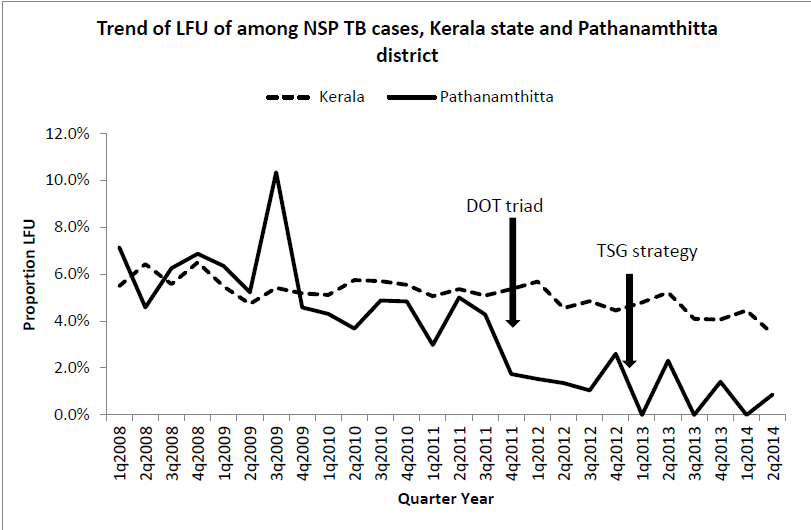 Trend of LFU of among NSP TB cases, Kerala state and Pathanamthitta
district
Kerala
Pathanamthitta
12.0%
10.0%
8.0%
6.0%
4.0%
2.0%
0.0%
Proportion LFU
DOT triad
TSG strategy
1q2008
2q2008
3q2008
4q2008
1q2009
2q2009
3q2009
4q2009
1q2010
2q2010
3q2010
4q2010
1q2011
2q2011
3q2011
4q2011
1q2012
2q2012
3q2012
4q2012
1q2013
2q2013
3q2013
4q2013
1q2014
2q2014
Quarter Year